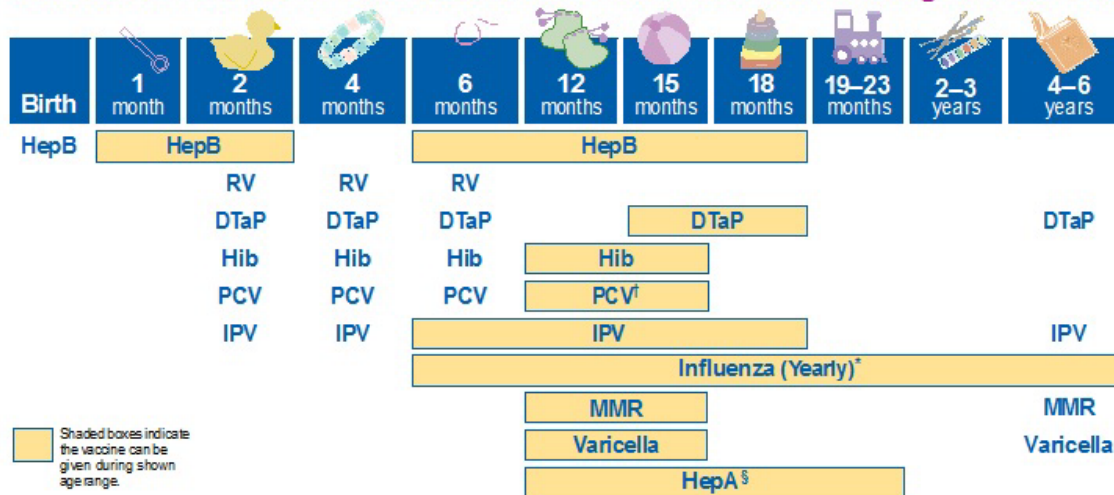 Birth 1 month 2 months 4 months 6 months 12 months 15 months 18 months 19–23 months 2–3 years 4–6 years
HepB HepB HepB
RV RV RV
DTaP DTaP DTaP DTaP DTaP
Hib Hib Hib Hib
PCV PCV PCV PCV†
IPV IPV IPV IPV
Influenza (Yearly)*
MMR MMR
Varicella Varicella
HepA§
Shaded boxes indicate
the vaccine can be
given during shown
age range.